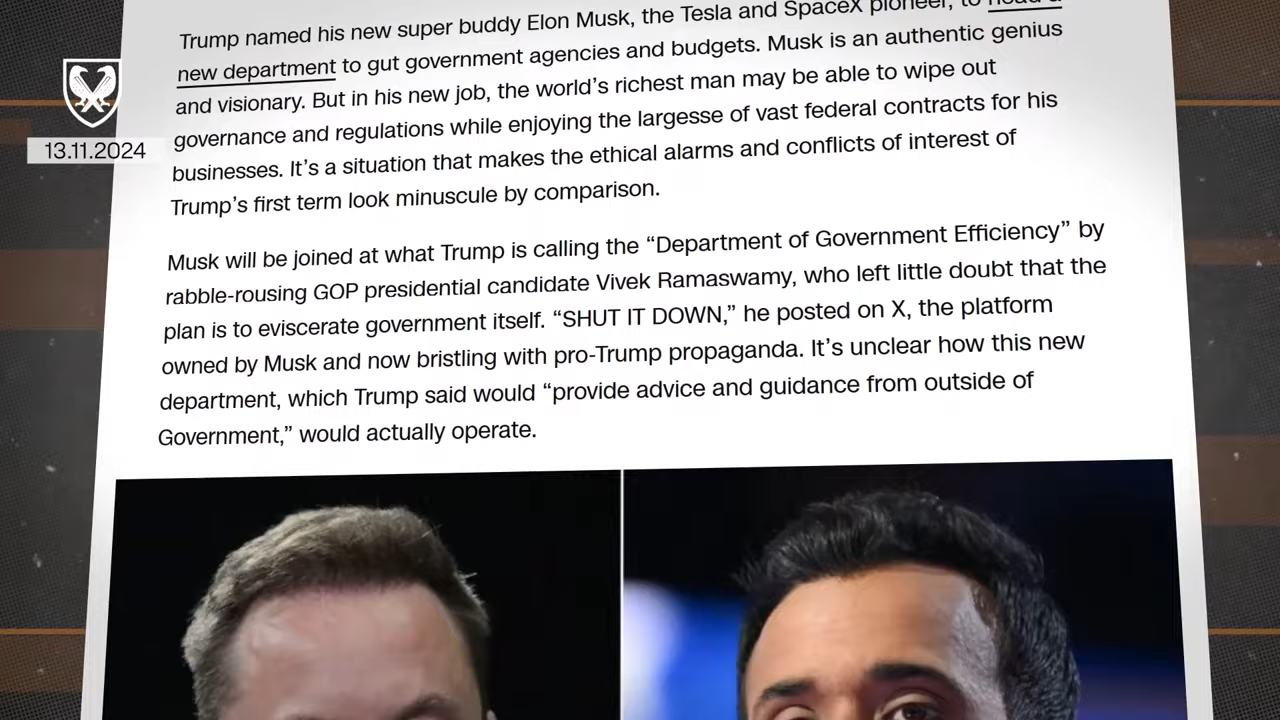 Trump named his new super buddy Elon Musk, the Tesla and SpaceX pioneer, to head a
new department to gut government agencies and budgets. Musk is an authentic genius
and visionary. But in his new job, the world’s richest man may be able to wipe out
governance and regulations while enjoying the largesse of vast federal contracts for his
businesses. It’s a situation that makes the ethical alarms and conflicts of interest of
Trump’s first term look minuscule by comparison.
13.11.2024
Musk will be joined at what Trump is calling the “Department of Government Efficiency” by
rabble-rousing GOP presidential candidate Vivek Ramaswamy, who left little doubt that the
plan is to eviscerate government itself. “SHUT IT DOWN,” he posted on X, the platform
owned by Musk and now bristling with pro-Trump propaganda. It’s unclear how this new
department, which Trump said would “provide advice and guidance from outside of
Government,” would actually operate.